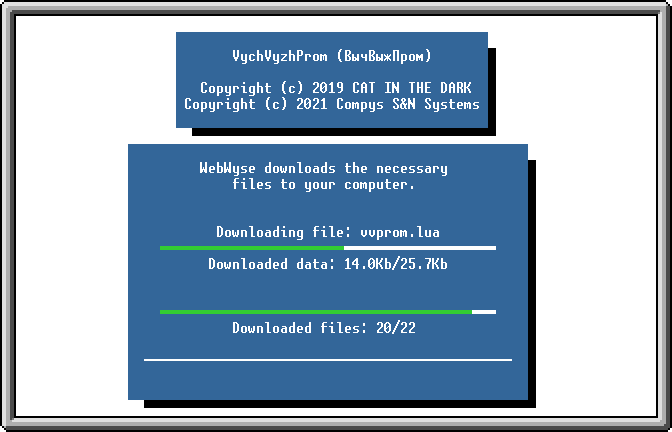 VychVyzhProm (ВычВыжПром)
Copyright (c) 2019 CAT IN THE DARK
Copyright (c) 2021 Compys S&N Systems
WebWyse downloads the necessary
files to your computer.
Downloading file: vvprom.lua
Downloaded data: 14.0Kb/25.7Kb
Downloaded files: 20/22